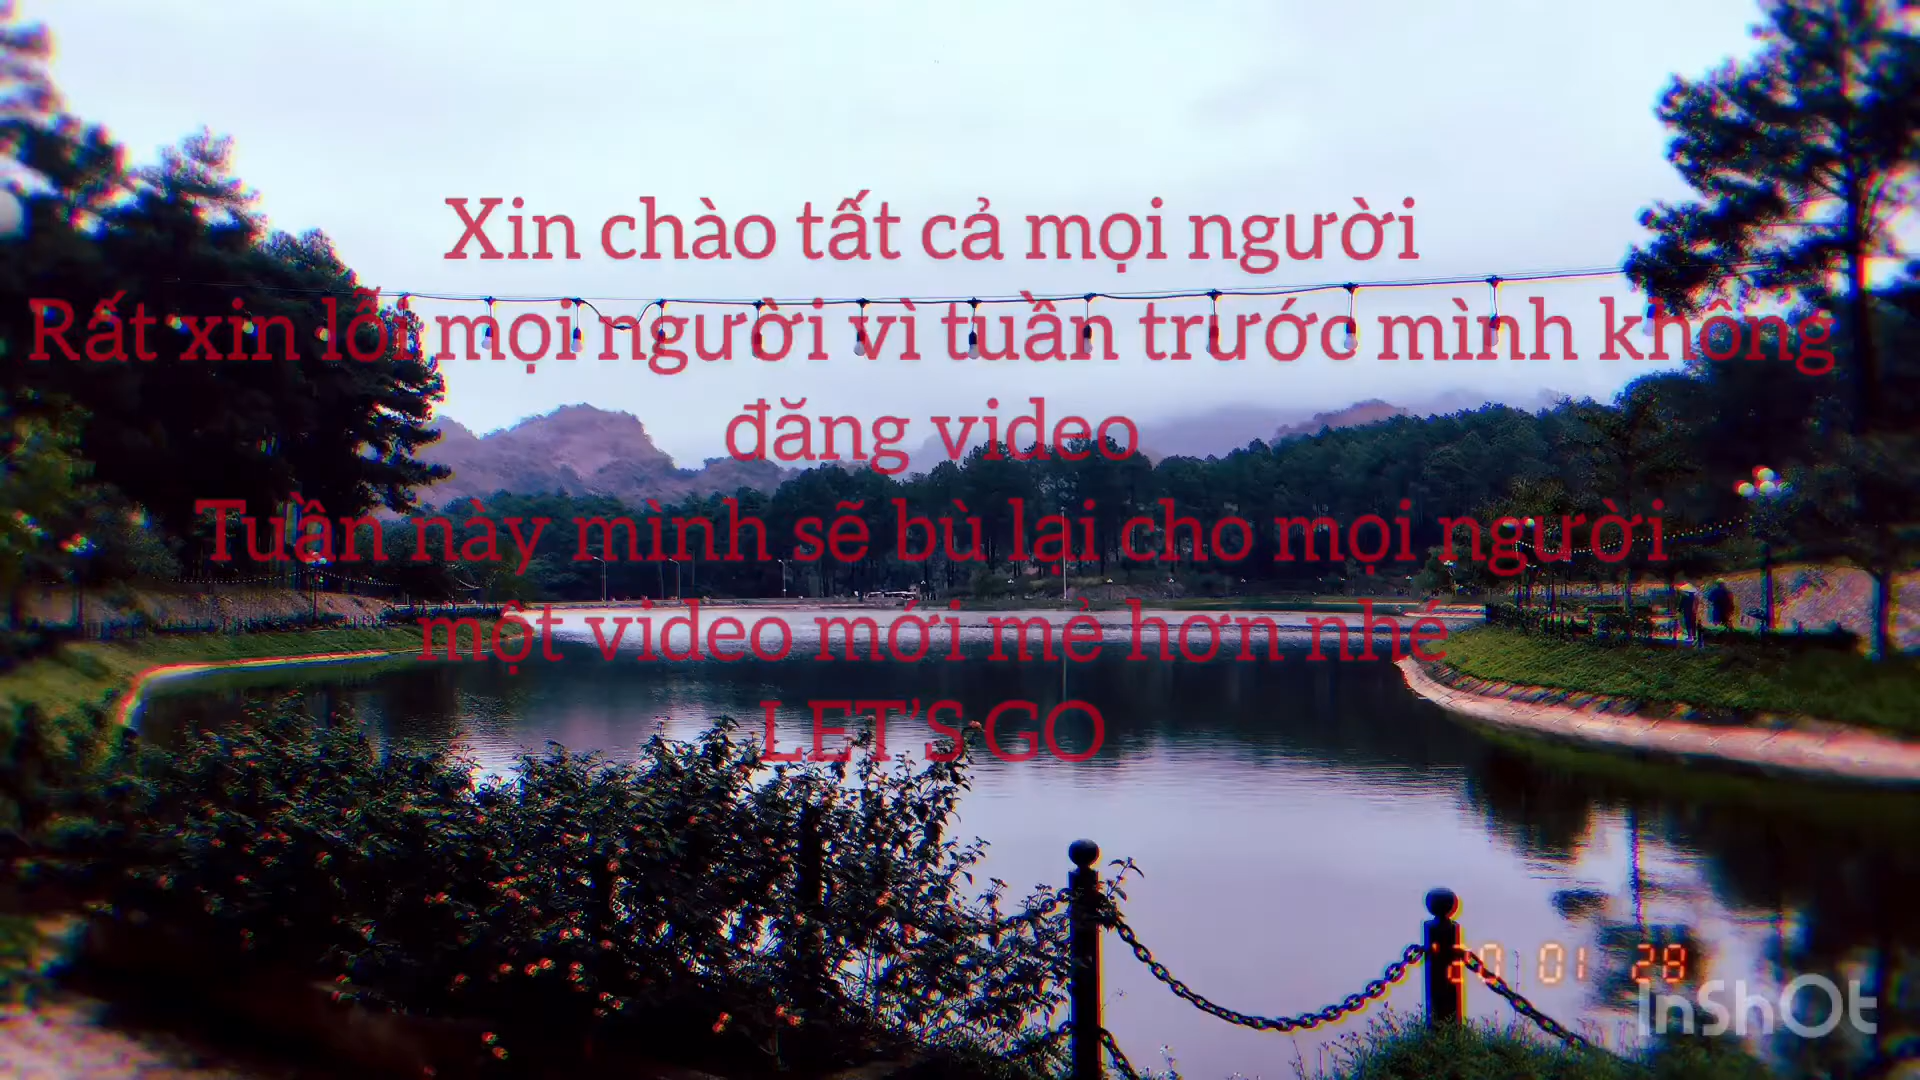 Xin chào tất cả mọi người
Rất xin lỗi mọi người vì tuần trước mình không
đăng video
Tuần này mình sẽ bù lại cho mọi người
một video mới mẻ hơn nhé
LET'S GO
'20 01 28
InShOt